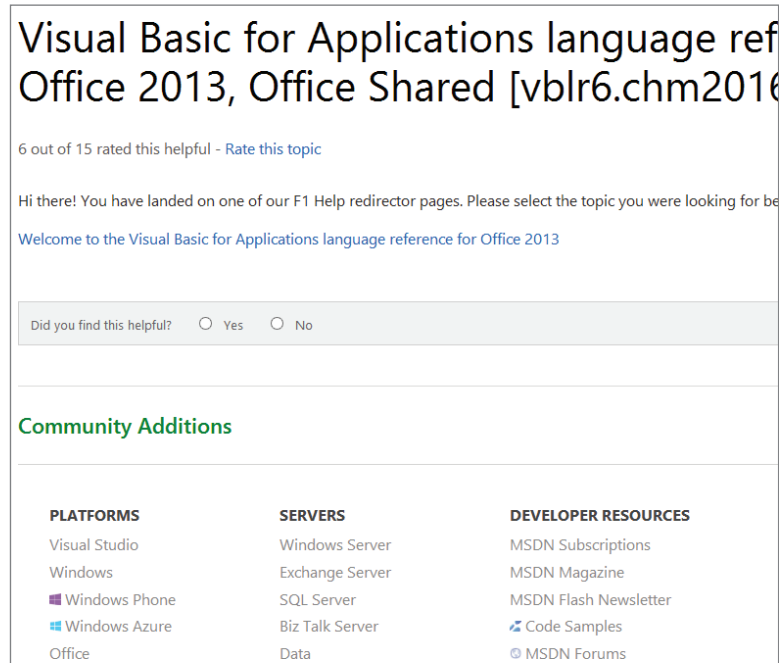 Visual Basic for Applications language ref
Office 2013, Office Shared [vblr6.chm2016
6 out of 15 rated this helpful - Rate this topic
Hi there! You have landed on one of our F1 Help redirector pages. Please select the topic you were looking for be
Welcome to the Visual Basic for Applications language reference for Office 2013
Did you find this helpful? Yes No
Community Additions
PLATFORMS SERVERS DEVELOPER RESOURCES
Visual Studio Windows Server MSDN Subscriptions
Windows Exchange Server MSDN Magazine
Windows Phone SQL Server MSDN Flash Newsletter
Windows Azure Biz Talk Server Code Samples
Office Data MSDN Forums